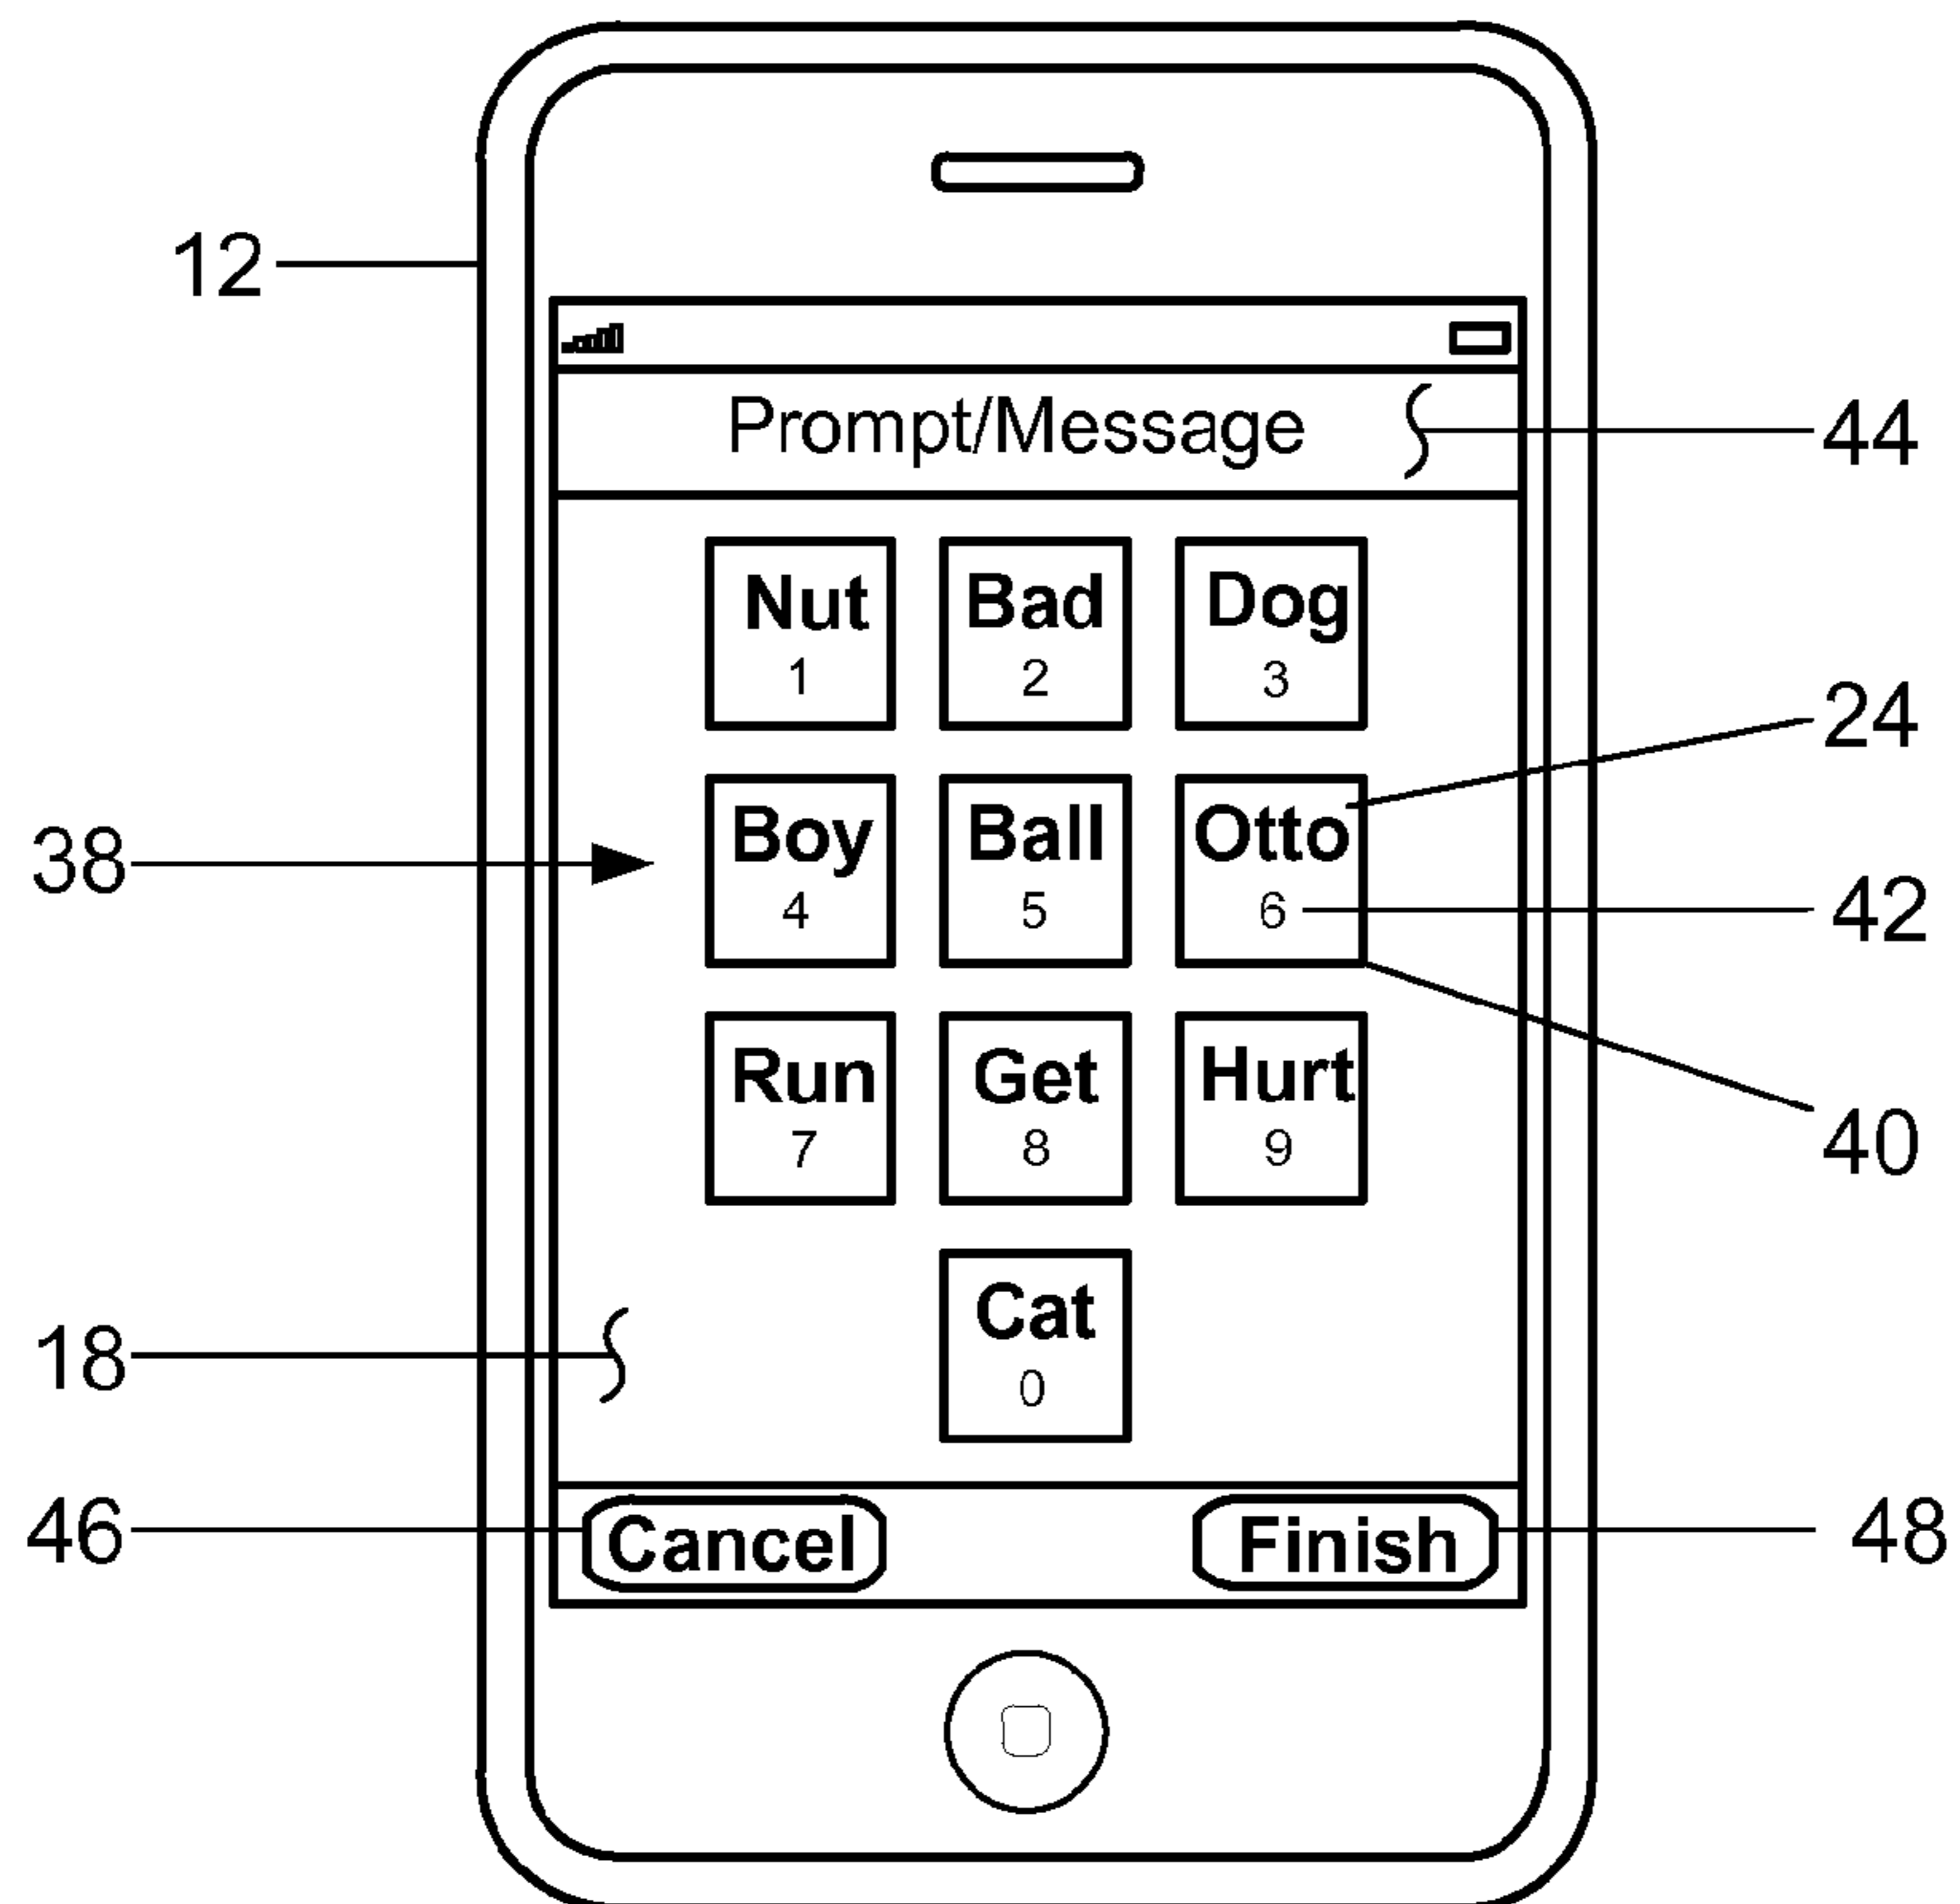 12
Prompt/Message
44
Nut Bad Dog
1 2 3
24
Boy Ball Otto
38
4 5 6
42
Run Get Hurt
7 8 9
40
Cat
0
18
46
Cancel Finish
48